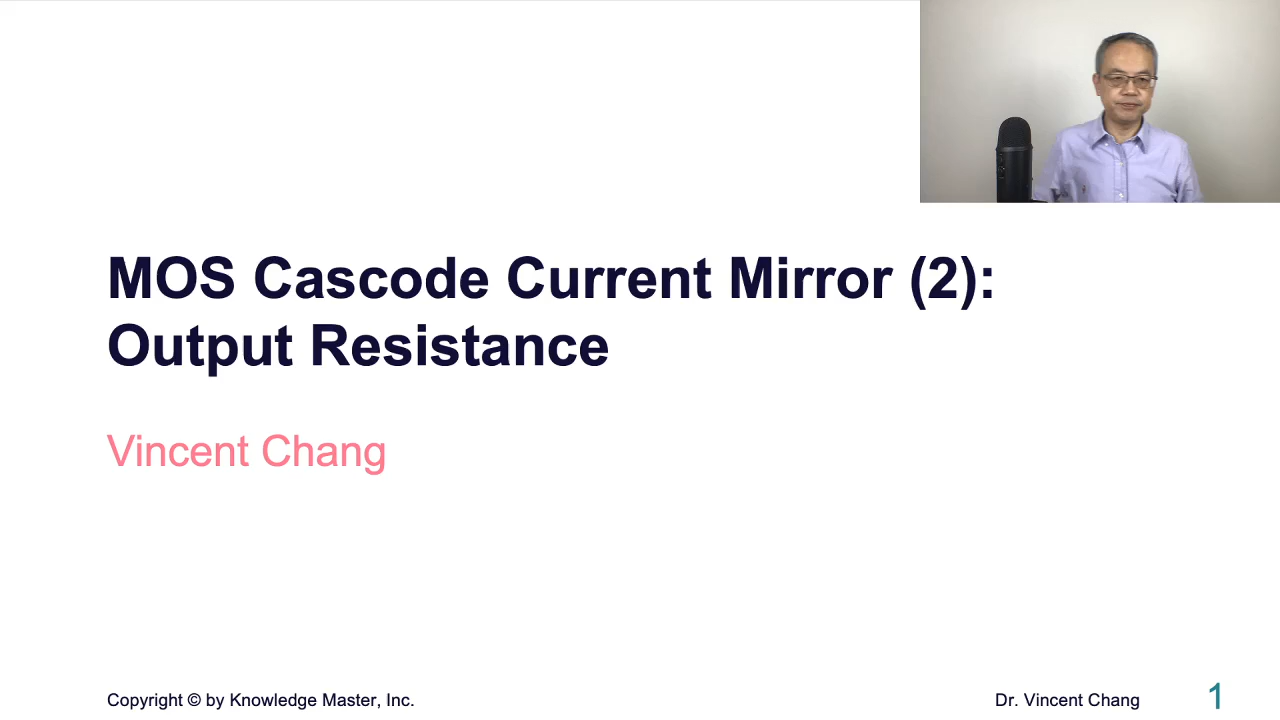 MOS Cascode Current Mirror (2):
Output Resistance
Vincent Chang
Copyright © by Knowledge Master, Inc.
Dr. Vincent Chang
1